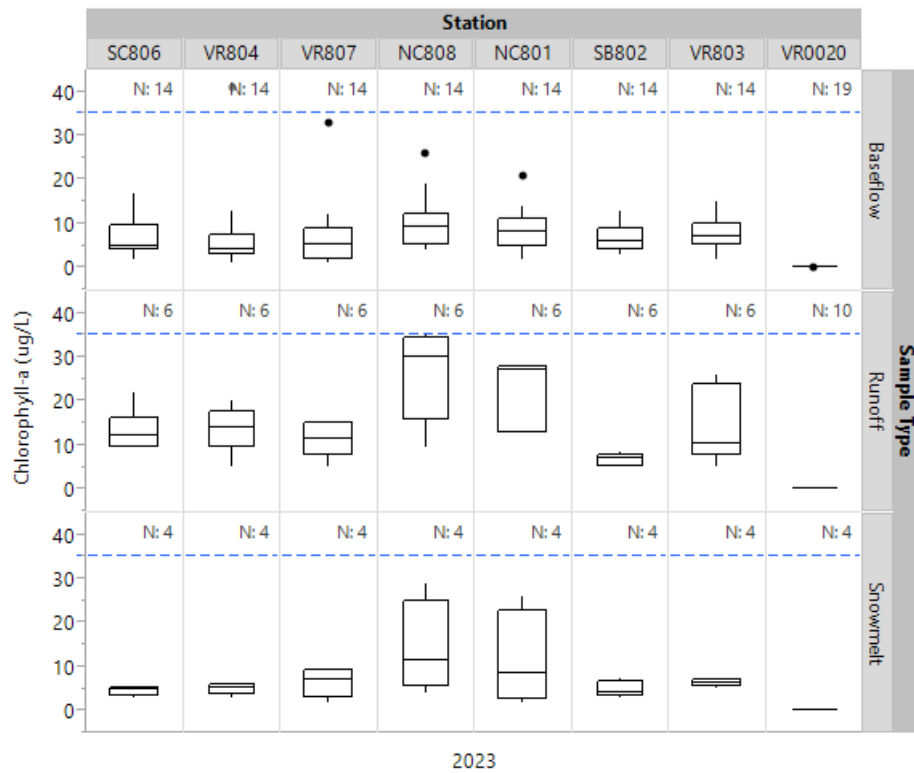 Station
SC806 VR804 VR807 NC808 NC801 SB802 VR803 VR0020
40 N: 14 N: 14 N: 14 N: 14 N: 14 N: 14 N: 14 N: 19
30
20
10
0
Baseflow
40 N: 6 N: 6 N: 6 N: 6 N: 6 N: 6 N: 6 N: 10
30
20
10
0
Runoff
40 N: 4 N: 4 N: 4 N: 4 N: 4 N: 4 N: 4 N: 4
30
20
10
0
Snowmelt
Chlorophyll-a (ug/L)
Sample Type
2023